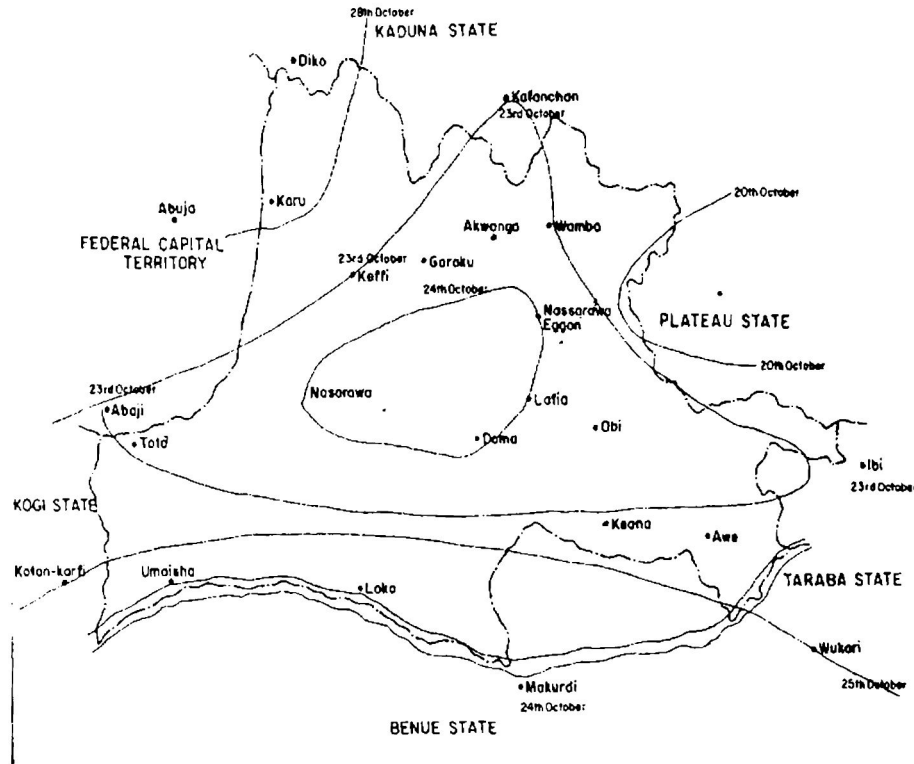 28th October
KADUNA STATE
Diko
Kafanchan
23rd October
20th October
Karu
Abuja
Akwanga
Wamba
FEDERAL CAPITAL
TERRITORY
23rd October
Keffi
Garaku
24th October
Nassarawa
Eggon
PLATEAU STATE
20th October
23rd October
Abaji
Nasarawa
Lafia
Toto
Doma
Obi
Ibi
23rd October
KOGI STATE
Keana
Awe
Koton-karfi
Umaisha
Loko
TARABA STATE
Wukari
Makurdi
24th October
25th October
BENUE STATE